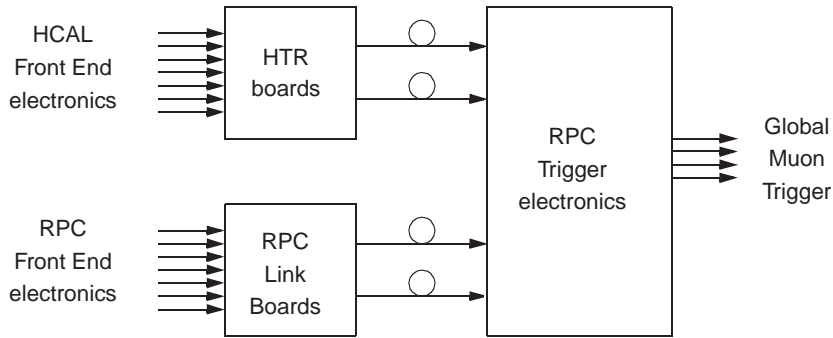 HCAL
Front End
electronics
HTR
boards
RPC
Trigger
electronics
Global
Muon
Trigger
RPC
Front End
electronics
RPC
Link
Boards